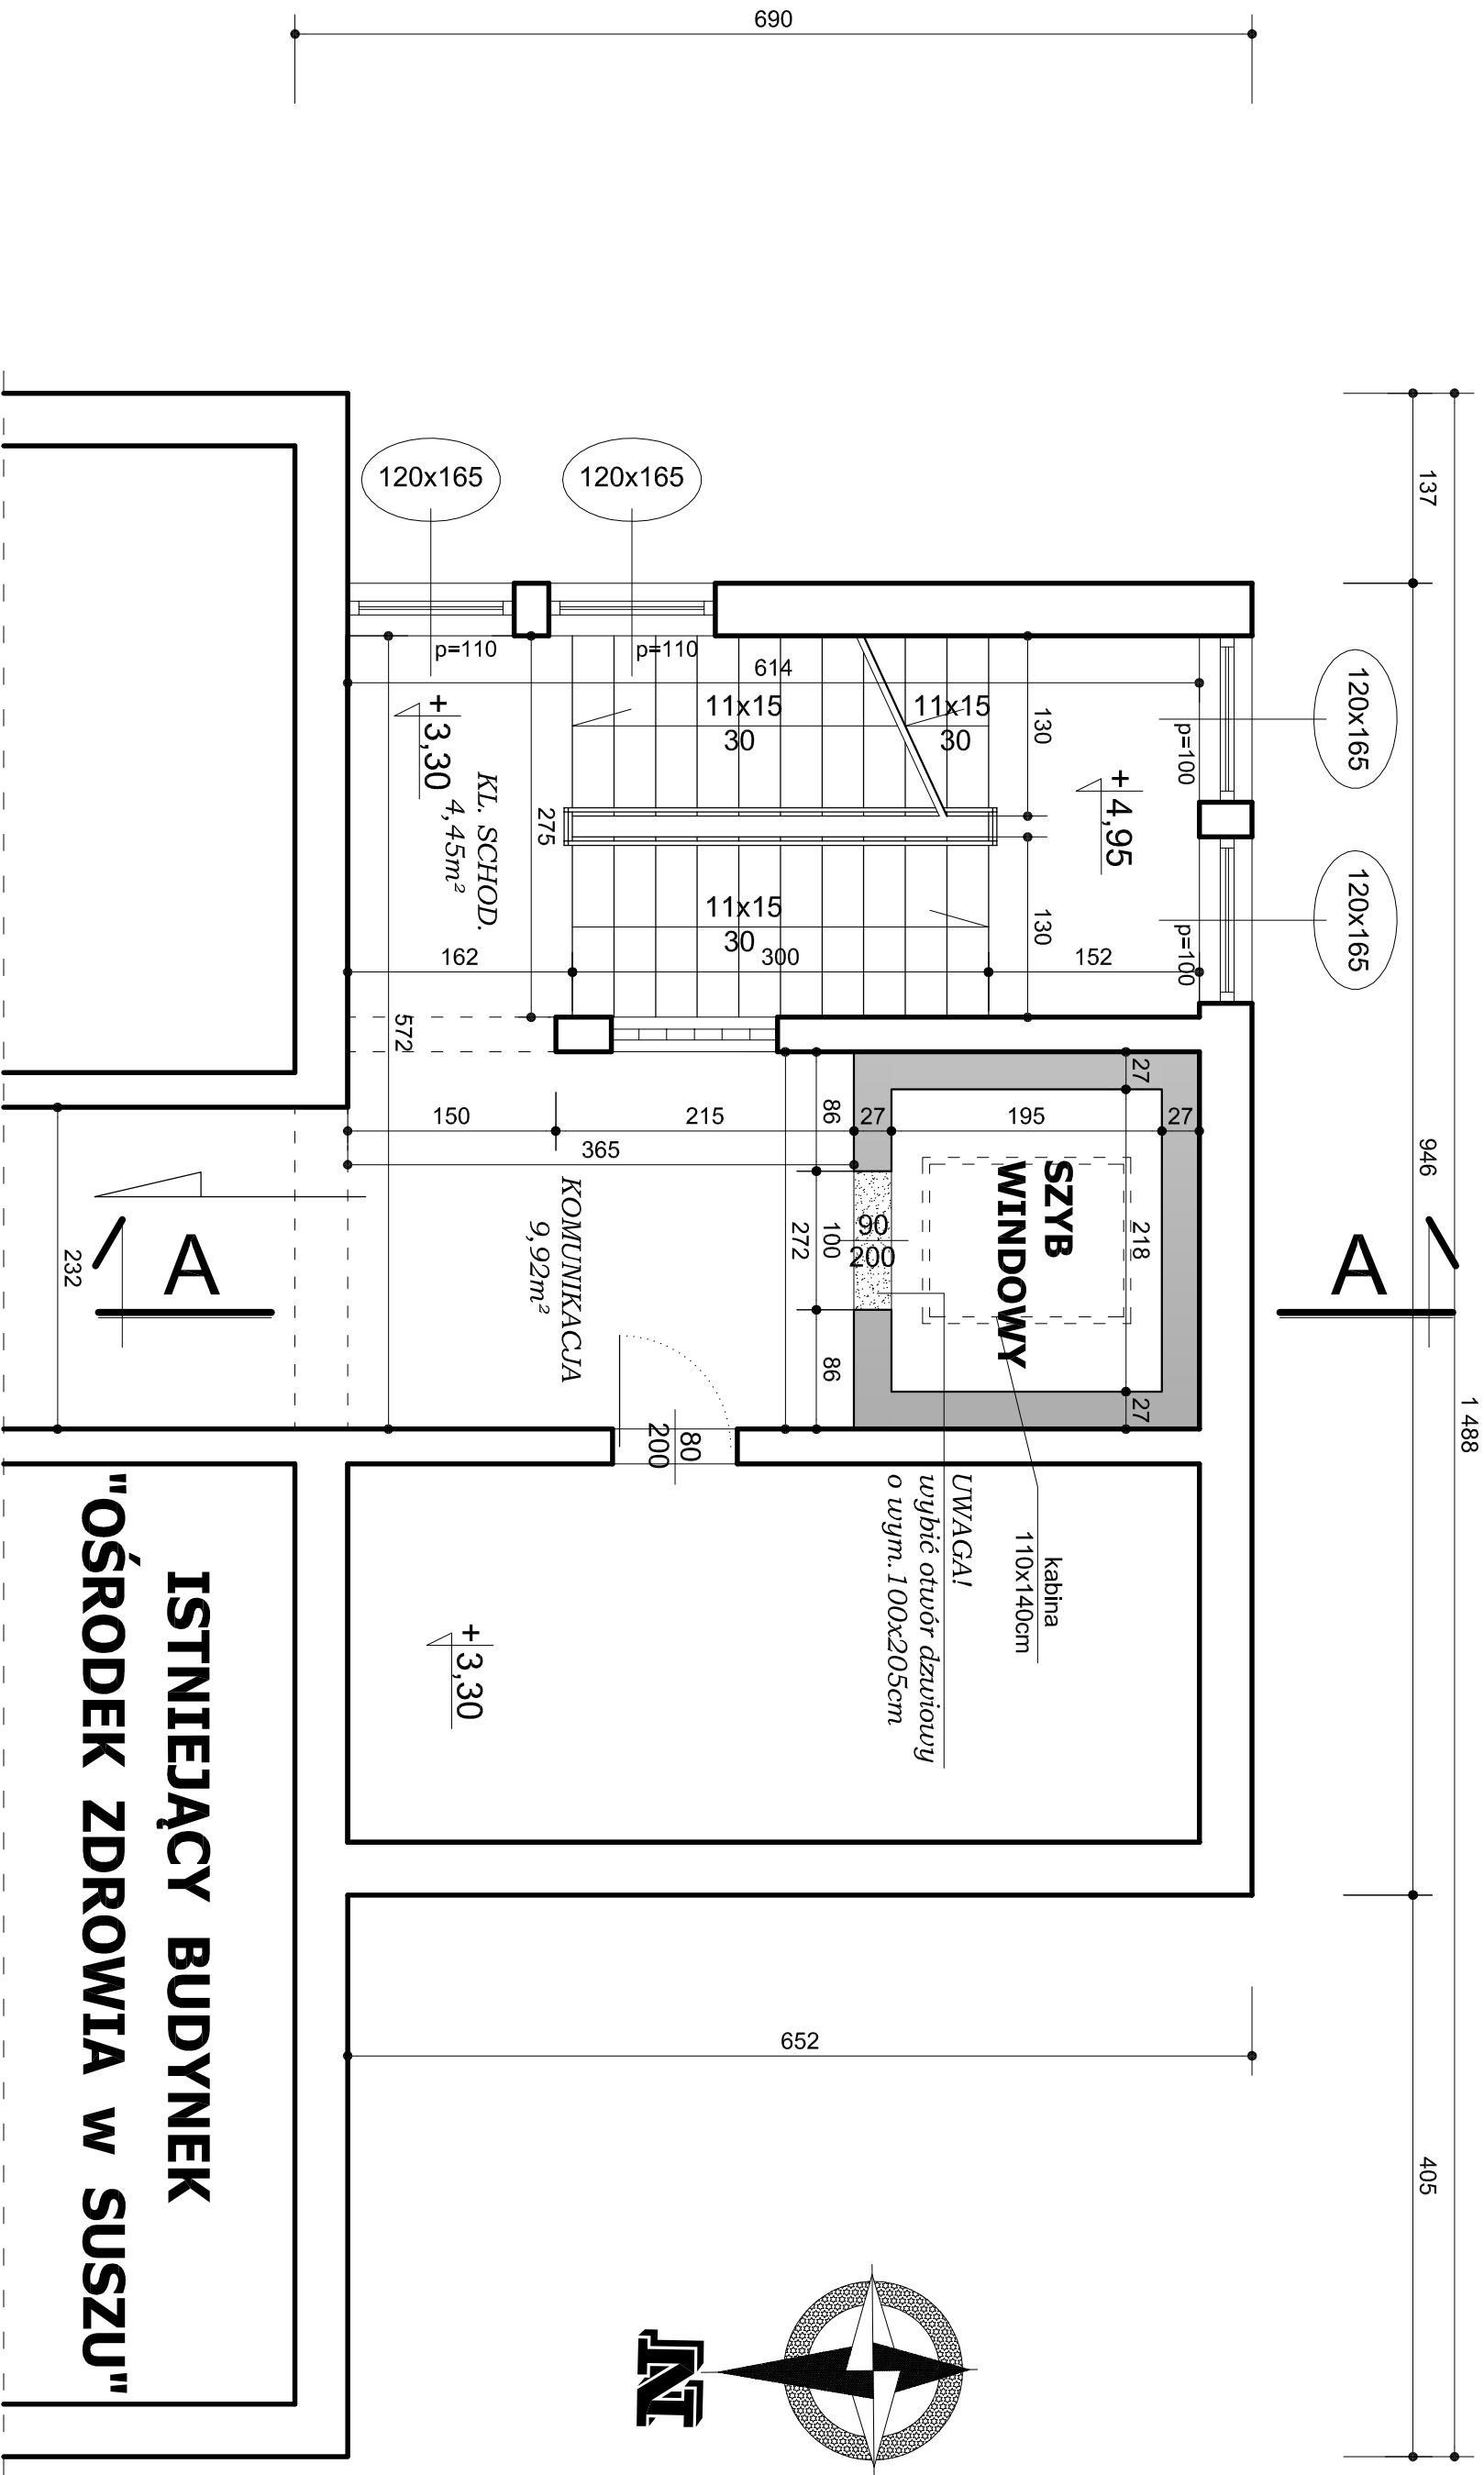 690
1 488
137
946
405
120x165
120x165
120x165
120x165
p=110
p=110
p=100
p=100
614
11x15
30
11x15
30
11x15
30
130
130
+3,30
+4,95
KL. SCHOD.
4,45m²
275
162
300
152
572
150
215
365
86
100
86
272
27
195
27
27
218
27
90
200
SZYB
WINDOWY
KOMUNIKACJA
9,92m²
232
A
A
80
200
kabina
110x140cm
UWAGA!
wybić otwór dzwiowy
o wym.100x205cm
+3,30
ISTNIEJĄCY BUDYNEK
"OŚRODEK ZDROWIA w SUSZU"
652
N